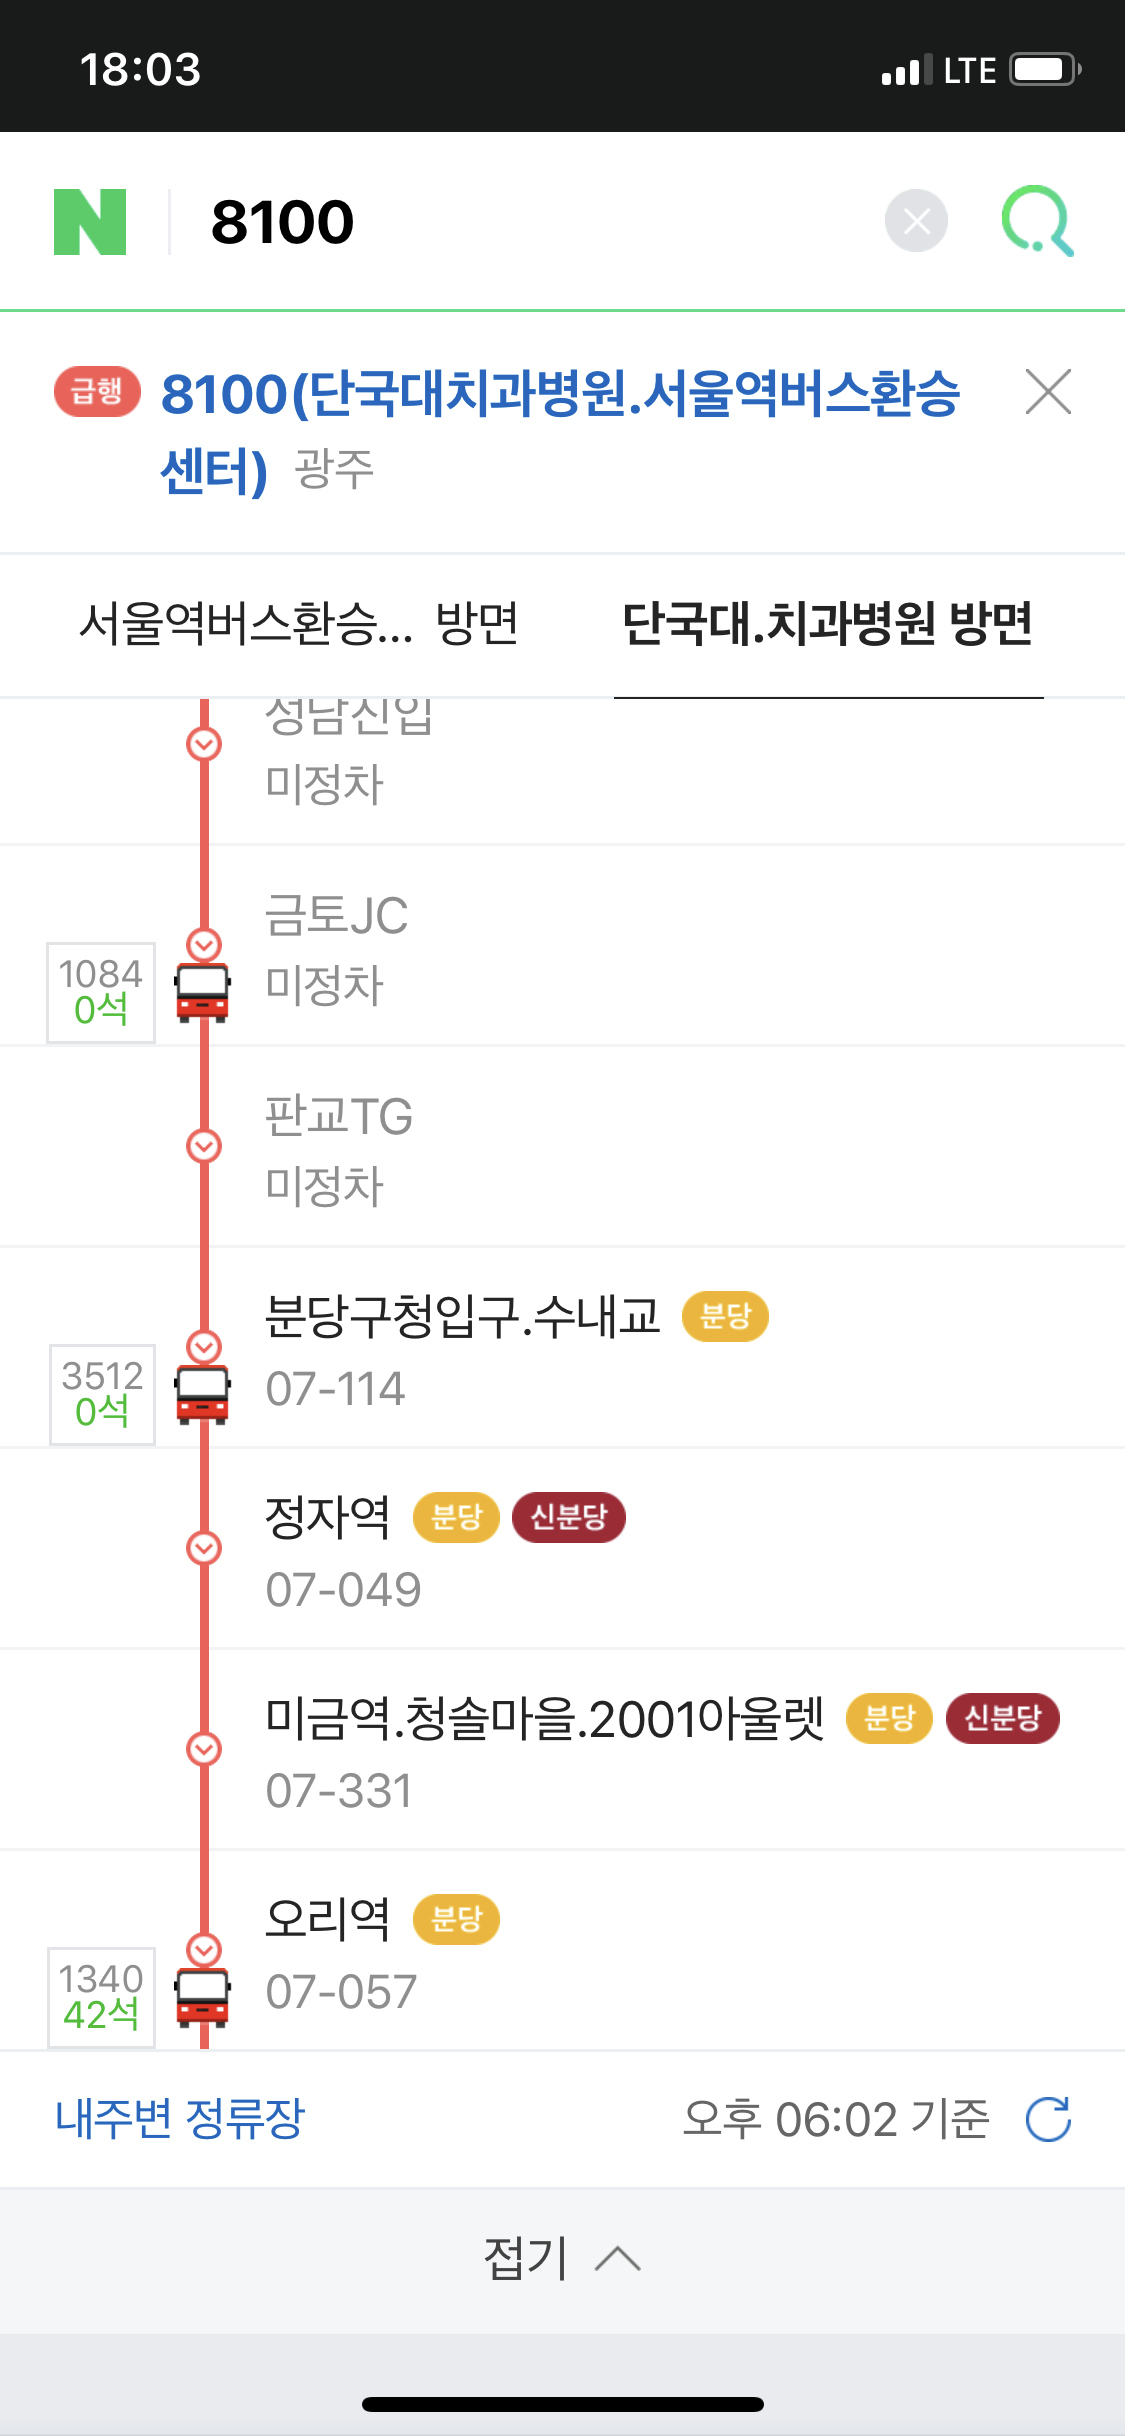 18:03
LTE
N
8100
급행 8100(단국대치과병원.서울역버스환승
센터) 광주
서울역버스환승... 방면
단국대.치과병원 방면
성남진입
미정차
금토JC
미정차
1084
0석
판교TG
미정차
분당구청입구.수내교 분당
07-114
3512
0석
정자역 분당 신분당
07-049
미금역.청솔마을.2001아울렛 분당 신분당
07-331
오리역 분당
07-057
1340
42석
내주변 정류장
오후 06:02 기준
접기